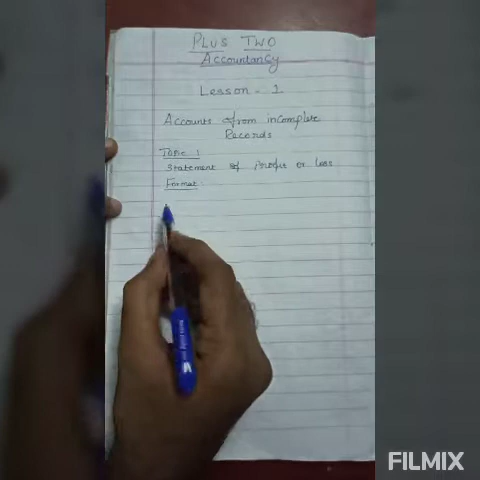 PLUS TWO
Accountancy
Lesson - 1
Accounts from incomplete
Records
Topic 1
Statement of Profit or Loss
Format
FILMIX